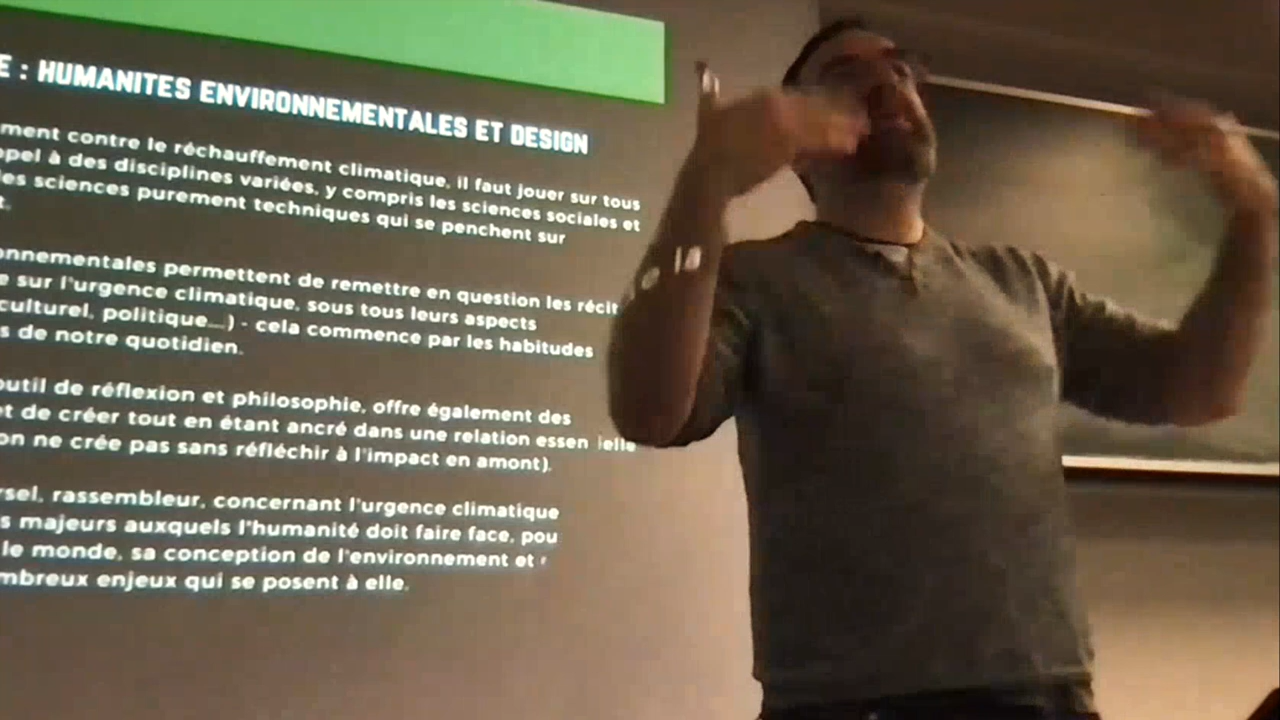 : HUMANITES ENVIRONNEMENTALES ET DESIGN
contre le réchauffement climatique, il faut jouer sur tous
à des disciplines variées, y compris les sciences sociales et
sciences purement techniques qui se penchent sur
permettent de remettre en question les
sur l'urgence climatique, sous tous leurs aspects
culturel, politique...) - cela commence par les habitudes
de notre quotidien.
outil de réflexion et philosophie, offre également des
et de créer tout en étant ancré dans une relation
on ne crée pas sans réfléchir à l'impact en amont).
rassembleur, concernant l'urgence climatique
majeurs auxquels l'humanité doit faire face,
le monde, sa conception de l'environnement et
enjeux qui se posent à elle.